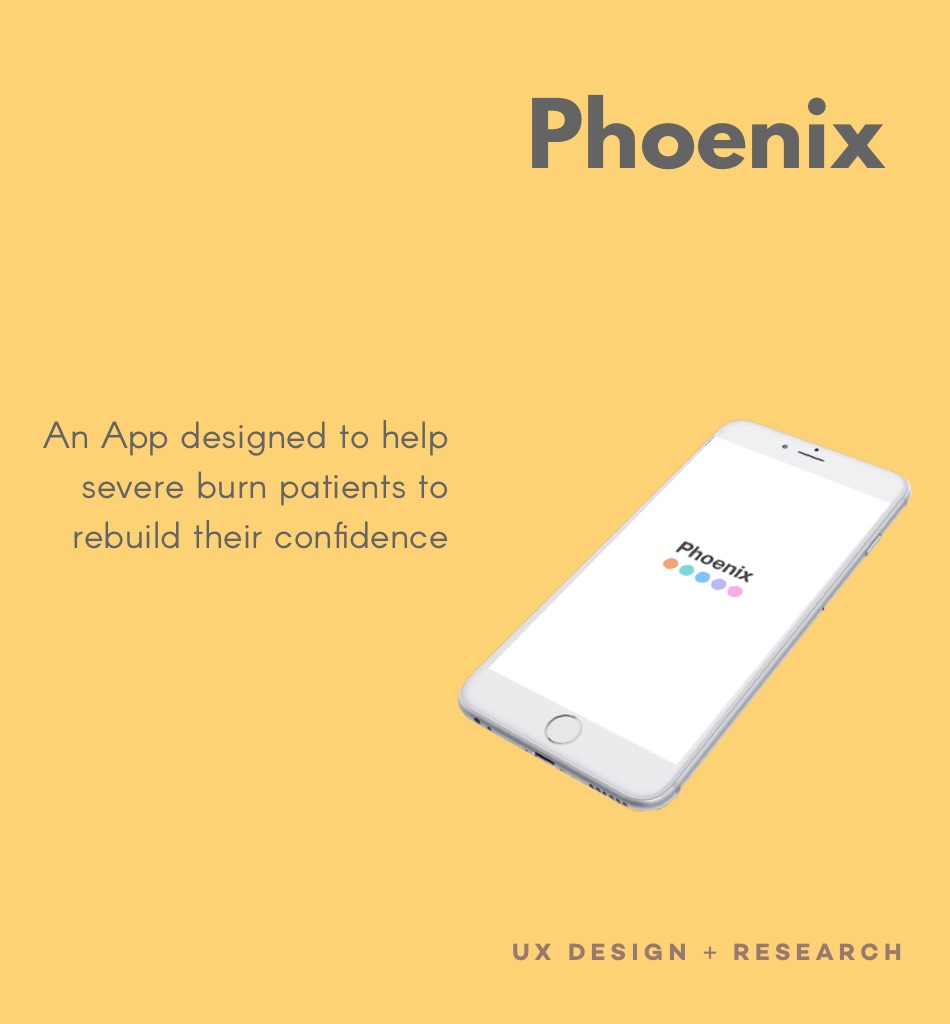 Phoenix
An App designed to help
severe burn patients to
rebuild their confidence
Phoenix
UX DESIGN + RESEARCH